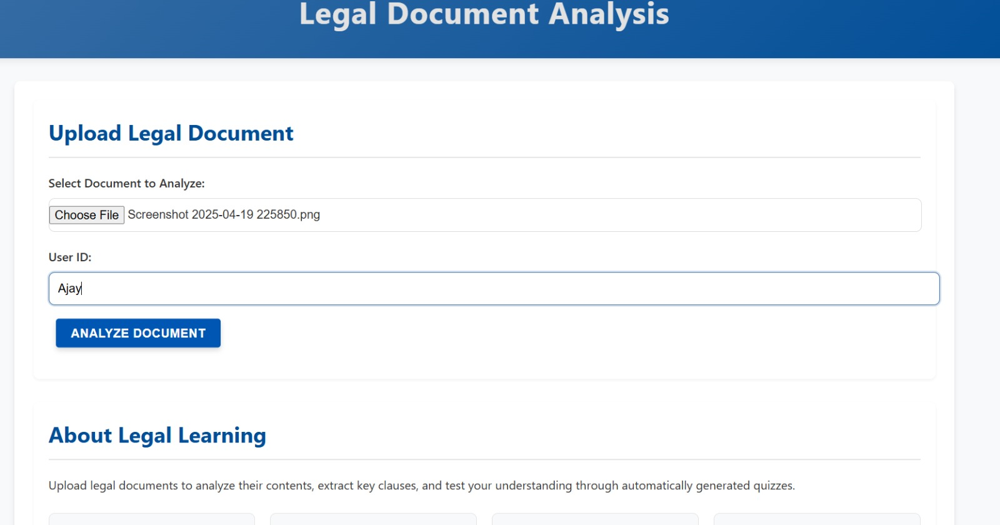 Legal Document Analysis
Upload Legal Document
Select Document to Analyze:
Choose File Screenshot 2025-04-19 225850.png
User ID:
Ajay
ANALYZE DOCUMENT
About Legal Learning
Upload legal documents to analyze their contents, extract key clauses, and test your understanding through automatically generated quizzes.